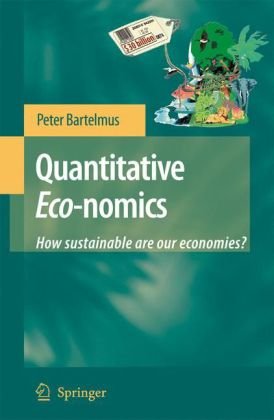 $30 billion
Peter Bartelmus
Quantitative
Eco-nomics
How sustainable are our economies?
Springer